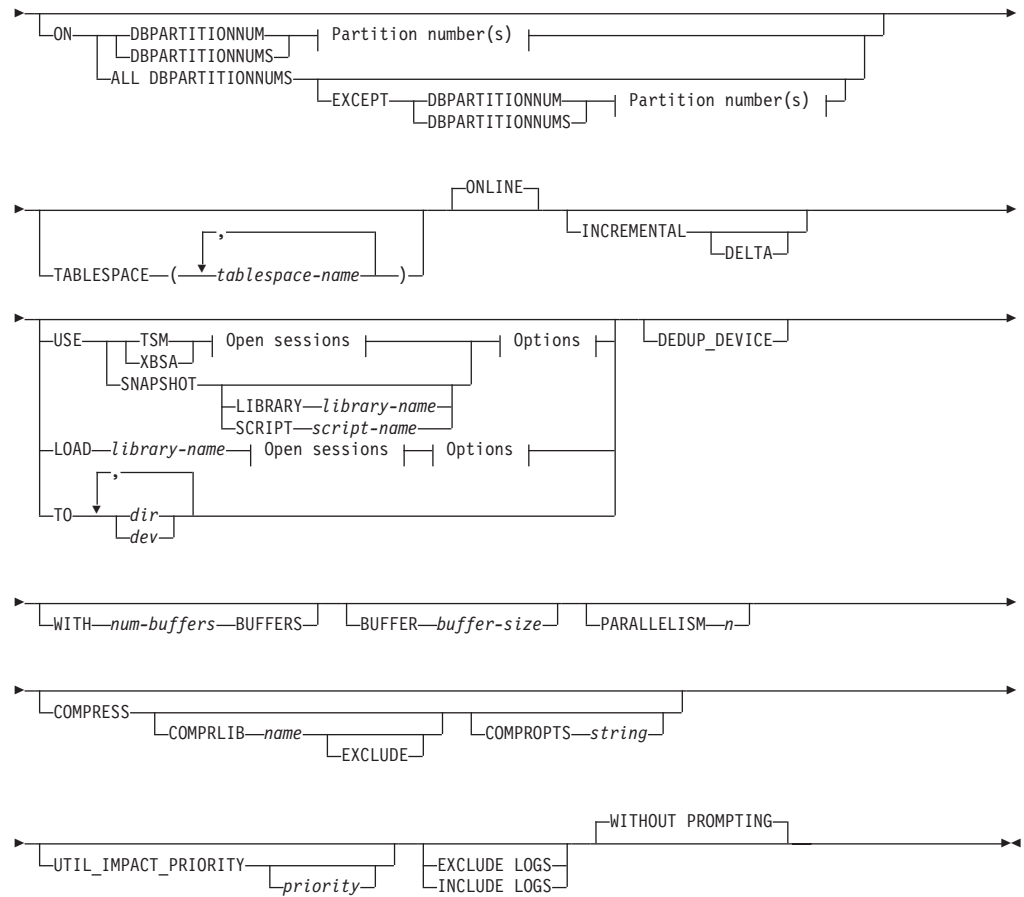 ON DBPARTITIONNUM Partition number(s)
DBPARTITIONNUMS
ALL DBPARTITIONNUMS
EXCEPT DBPARTITIONNUM Partition number(s)
DBPARTITIONNUMS
ONLINE
INCREMENTAL
DELTA
,
TABLESPACE ( tablespace-name )
USE TSM Open sessions Options
XBSA
SNAPSHOT
LIBRARY library-name
SCRIPT script-name
DEDUP_DEVICE
LOAD library-name Open sessions Options
,
TO dir
dev
WITH num-buffers BUFFERS BUFFER buffer-size PARALLELISM n
COMPRESS
COMPRLIB name COMPROPTS string
EXCLUDE
WITHOUT PROMPTING
UTIL_IMPACT_PRIORITY EXCLUDE LOGS
priority INCLUDE LOGS